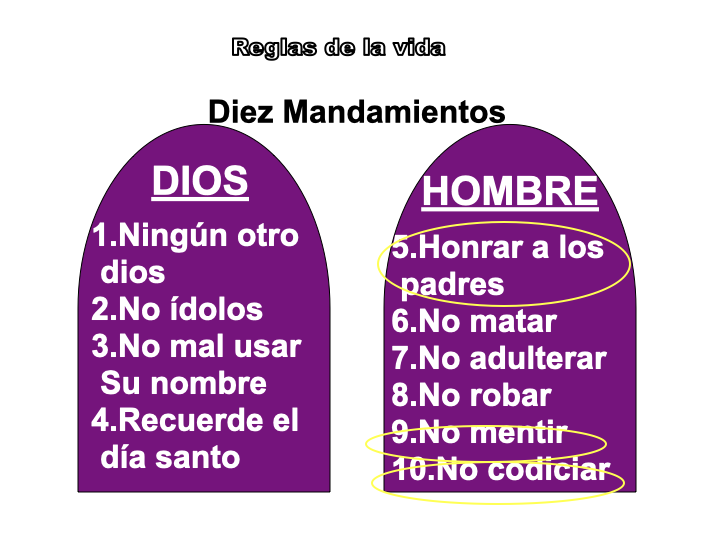 Reglas de la vida
Diez Mandamientos
DIOS
1.Ningún otro
dios
2.No ídolos
3.No mal usar
Su nombre
4.Recuerde el
día santo
HOMBRE
5.Honrar a los
padres
6.No matar
7.No adulterar
8.No robar
9.No mentir
10.No codiciar